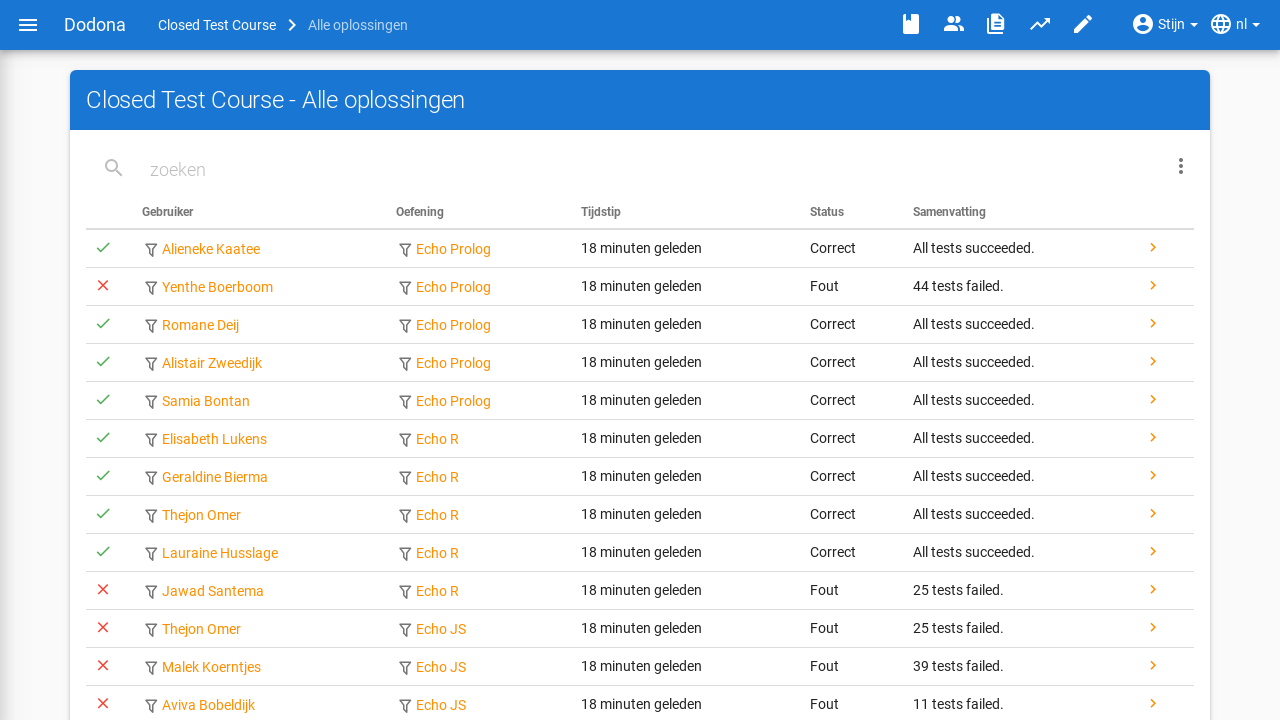 Dodona Closed Test Course Alle oplossingen Stijn nl
Closed Test Course - Alle oplossingen
zoeken
Gebruiker Oefening Tijdstip Status Samenvatting
Alieneke Kaatee Echo Prolog 18 minuten geleden Correct All tests succeeded.
Yenthe Boerboom Echo Prolog 18 minuten geleden Fout 44 tests failed.
Romane Deij Echo Prolog 18 minuten geleden Correct All tests succeeded.
Alistair Zweedijk Echo Prolog 18 minuten geleden Correct All tests succeeded.
Samia Bontan Echo Prolog 18 minuten geleden Correct All tests succeeded.
Elisabeth Lukens Echo R 18 minuten geleden Correct All tests succeeded.
Geraldine Bierma Echo R 18 minuten geleden Correct All tests succeeded.
Thejon Omer Echo R 18 minuten geleden Correct All tests succeeded.
Lauraine Husslage Echo R 18 minuten geleden Correct All tests succeeded.
Jawad Santema Echo R 18 minuten geleden Fout 25 tests failed.
Thejon Omer Echo JS 18 minuten geleden Fout 25 tests failed.
Malek Koerntjes Echo JS 18 minuten geleden Fout 39 tests failed.
Aviva Bobeldijk Echo JS 18 minuten geleden Fout 11 tests failed.